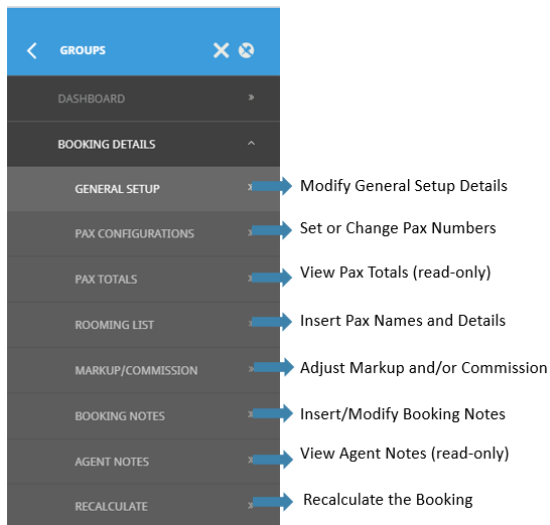 GROUPS
DASHBOARD
BOOKING DETAILS
GENERAL SETUP Modify General Setup Details
PAX CONFIGURATIONS Set or Change Pax Numbers
PAX TOTALS View Pax Totals (read-only)
ROOMING LIST Insert Pax Names and Details
MARKUP/COMMISSION Adjust Markup and/or Commission
BOOKING NOTES Insert/Modify Booking Notes
AGENT NOTES View Agent Notes (read-only)
RECALCULATE Recalculate the Booking